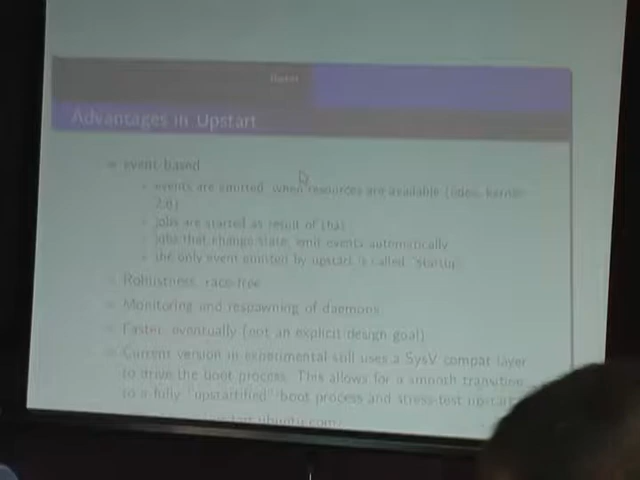 Advantages in Upstart
event-based
events are emitted, when resources are available (udev, kernel
2.6)
jobs are started as result of that
jobs that change state, emit events automatically
the only event emitted by upstart is called "startup"
Robustness, race-free
Monitoring and respawning of daemons
Faster, eventually (not an explicit design goal)
Current version in experimental still uses a SysV compat layer
to drive the boot process. This allows for a smooth transition
to a fully "upstartified" boot process and stress-test upstart